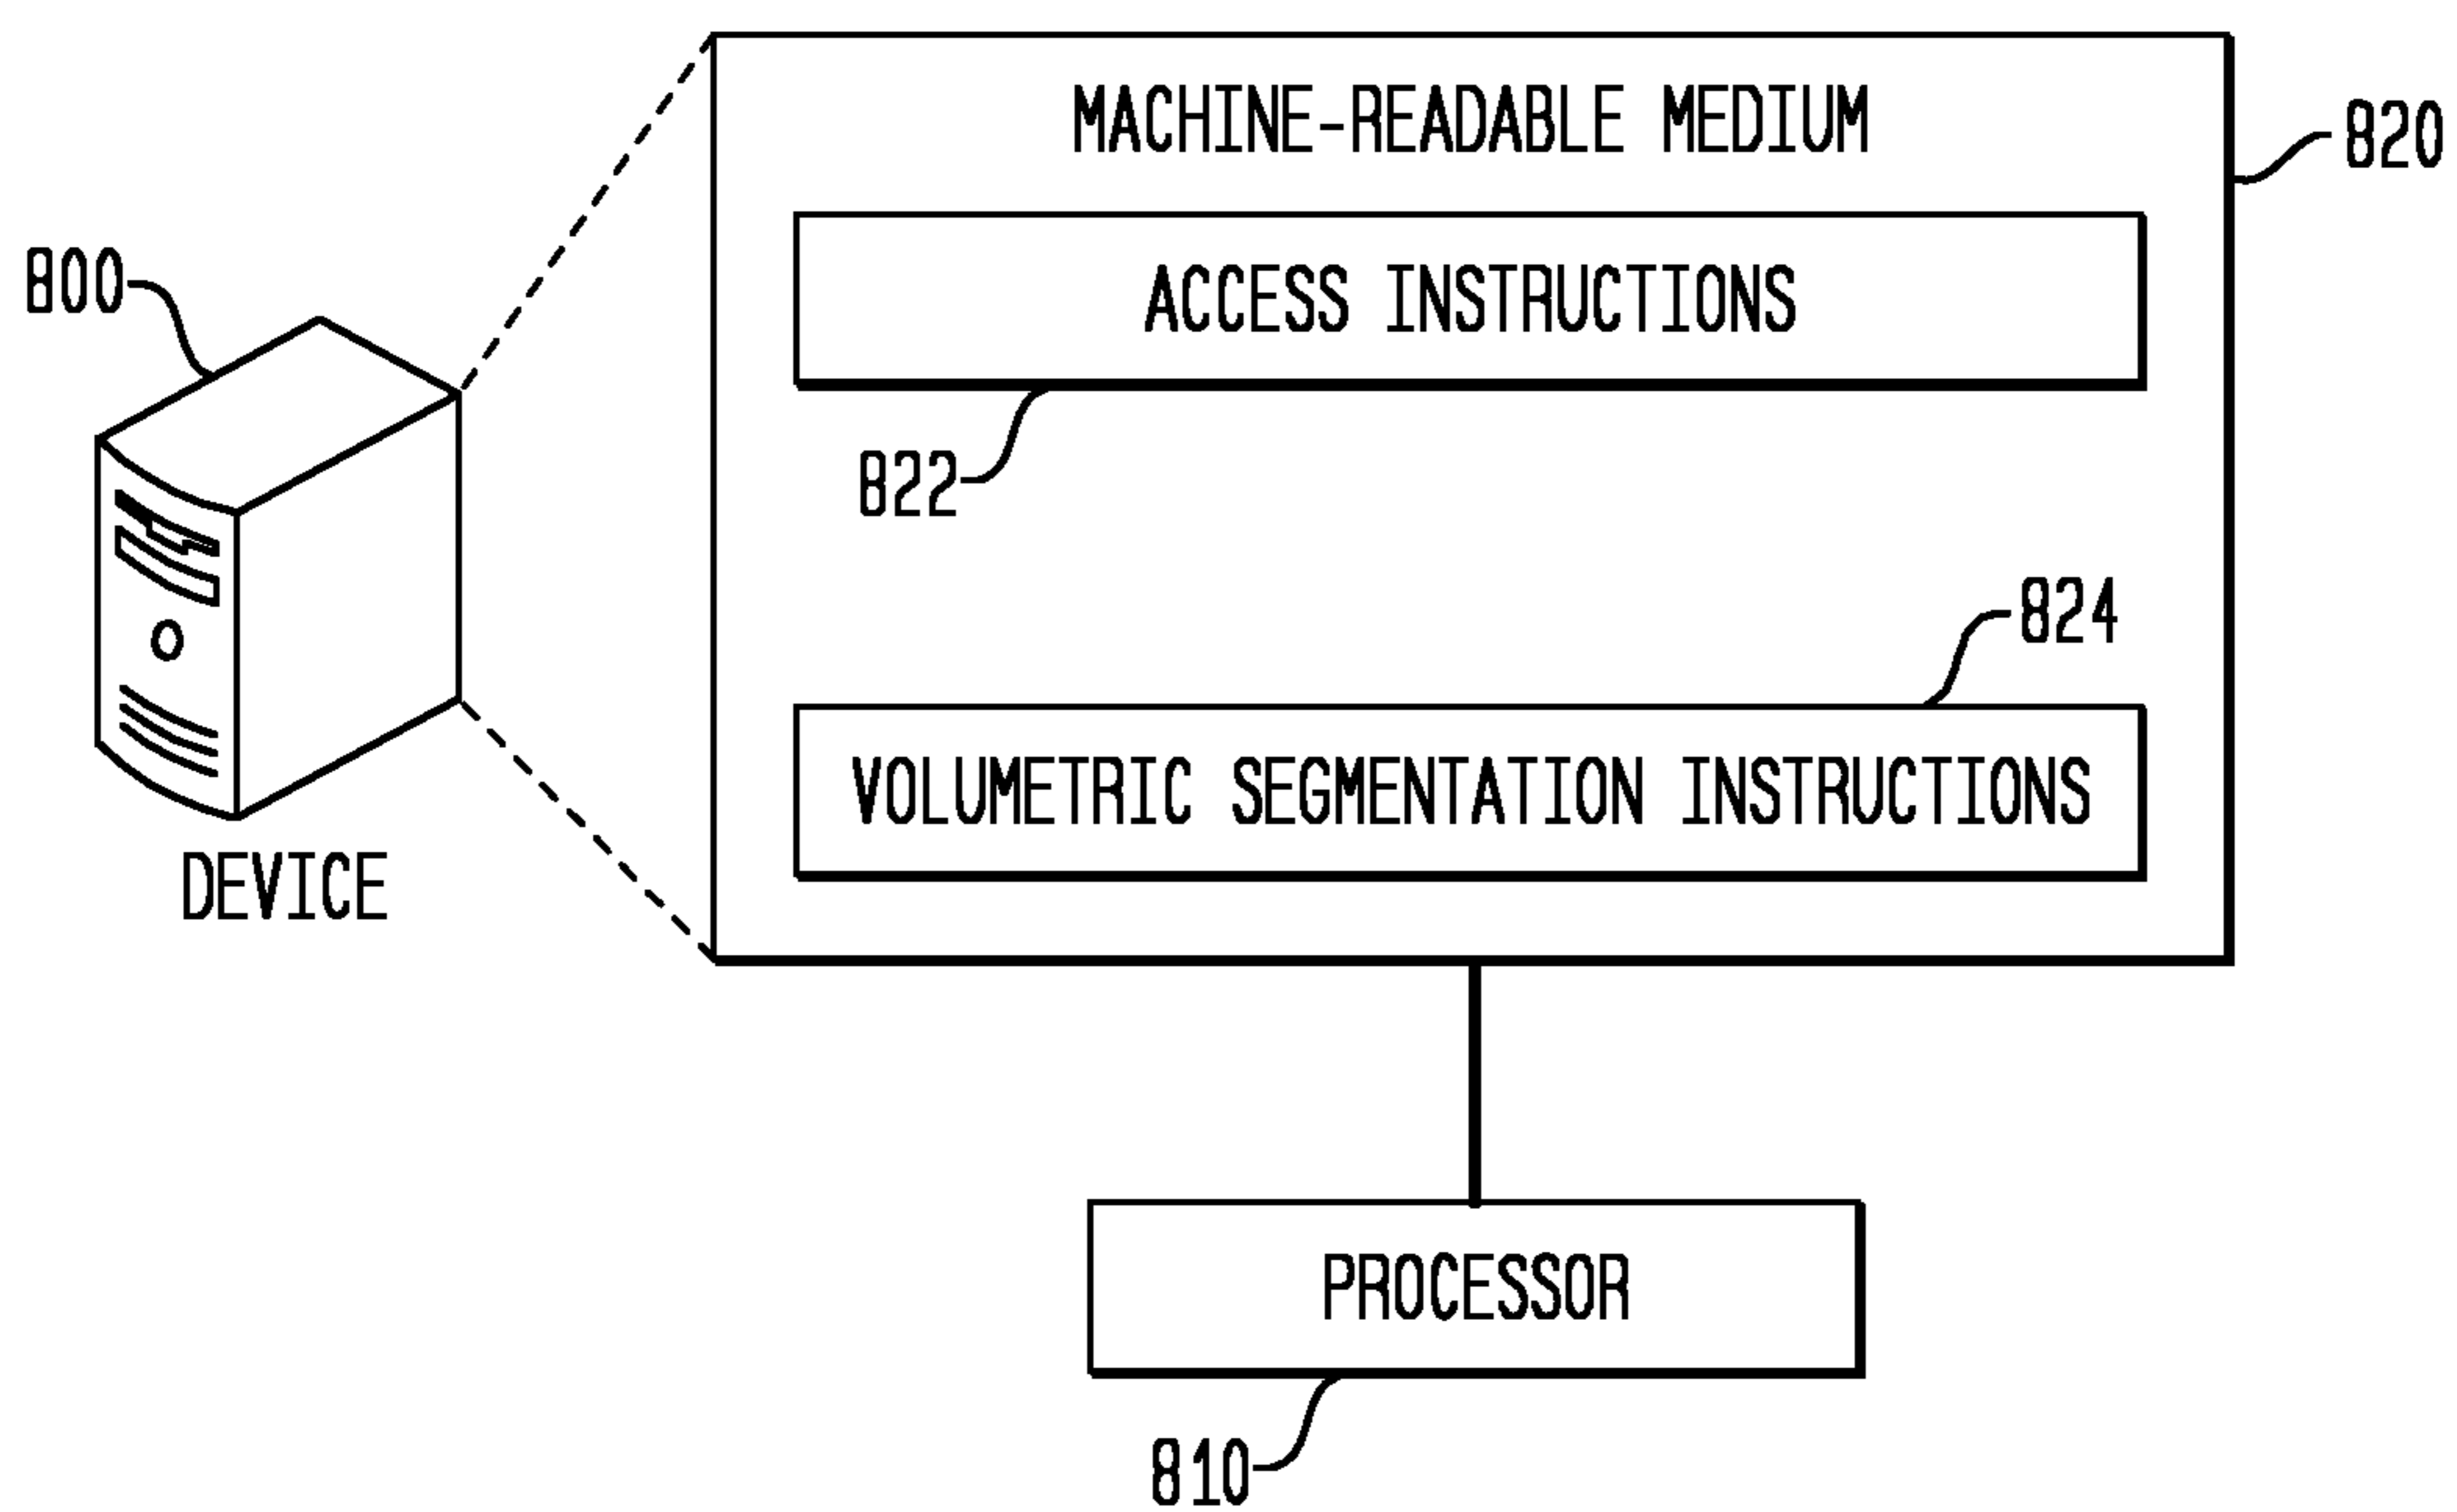 MACHINE-READABLE MEDIUM
820
ACCESS INSTRUCTIONS
800
822
824
VOLUMETRIC SEGMENTATION INSTRUCTIONS
DEVICE
PROCESSOR
810